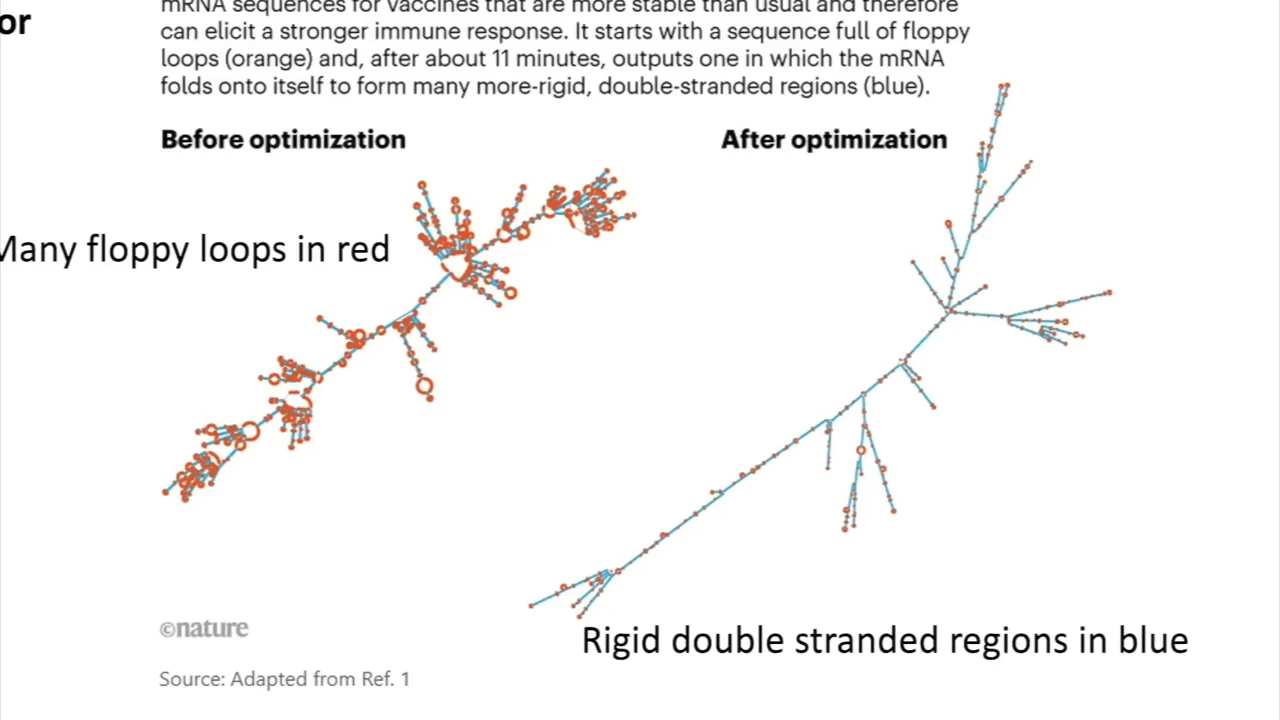 or
mRNA sequences for vaccines that are more stable than usual and therefore
can elicit a stronger immune response. It starts with a sequence full of floppy
loops (orange) and, after about 11 minutes, outputs one in which the mRNA
folds onto itself to form many more-rigid, double-stranded regions (blue).
Before optimization
After optimization
Many floppy loops in red
©nature
Rigid double stranded regions in blue
Source: Adapted from Ref. 1